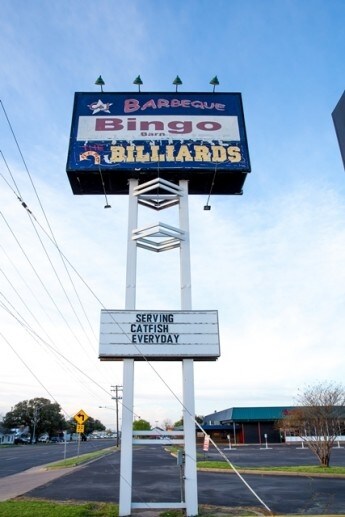 BARBEQUE
Bingo
Barn
BILLIARDS
SERVING
CATFISH
EVERYDAY